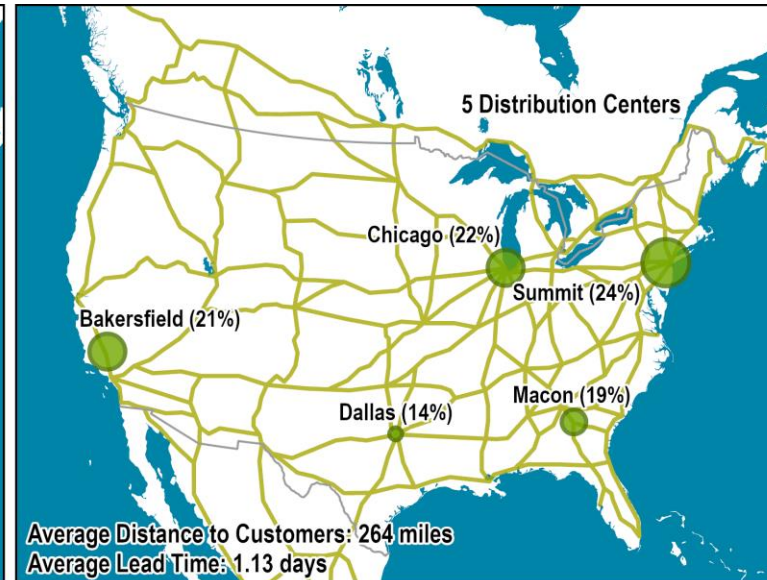 5 Distribution Centers
Chicago (22%)
Summit (24%)
Bakersfield (21%)
Macon (19%)
Dallas (14%)
Average Distance to Customers: 264 miles
Average Lead Time: 1.13 days